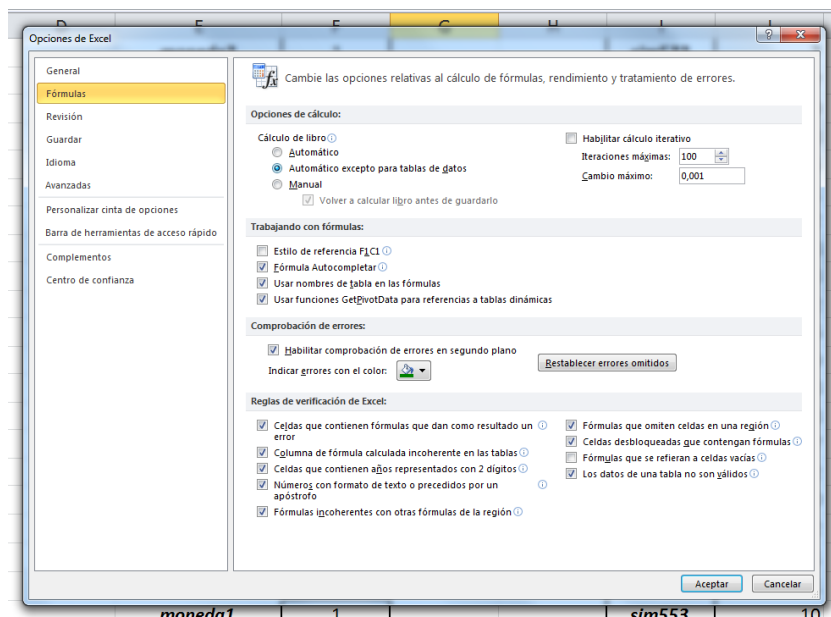 D E F G H I J
Opciones de Excel
General
Fórmulas
Revisión
Guardar
Idioma
Avanzadas
Personalizar cinta de opciones
Barra de herramientas de acceso rápido
Complementos
Centro de confianza
Cambie las opciones relativas al cálculo de fórmulas, rendimiento y tratamiento de errores.
Opciones de cálculo:
Cálculo de libro
Automático
Automático excepto para tablas de datos
Manual
Volver a calcular libro antes de guardarlo
Habilitar cálculo iterativo
Iteraciones máximas: 100
Cambio máximo: 0,001
Trabajando con fórmulas:
Estilo de referencia F1C1
Fórmula Autocompletar
Usar nombres de tabla en las fórmulas
Usar funciones GetPivotData para referencias a tablas dinámicas
Comprobación de errores:
Habilitar comprobación de errores en segundo plano
Indicar errores con el color:
Restablecer errores omitidos
Reglas de verificación de Excel:
Celdas que contienen fórmulas que dan como resultado un
error
Columna de fórmula calculada incoherente en las tablas
Celdas que contienen años representados con 2 dígitos
Números con formato de texto o precedidos por un
apóstrofo
Fórmulas incoherentes con otras fórmulas de la región
Fórmulas que omiten celdas en una región
Celdas desbloqueadas que contengan fórmulas
Fórmulas que se refieran a celdas vacías
Los datos de una tabla no son válidos
Aceptar Cancelar
moneda1 1 sim553 10